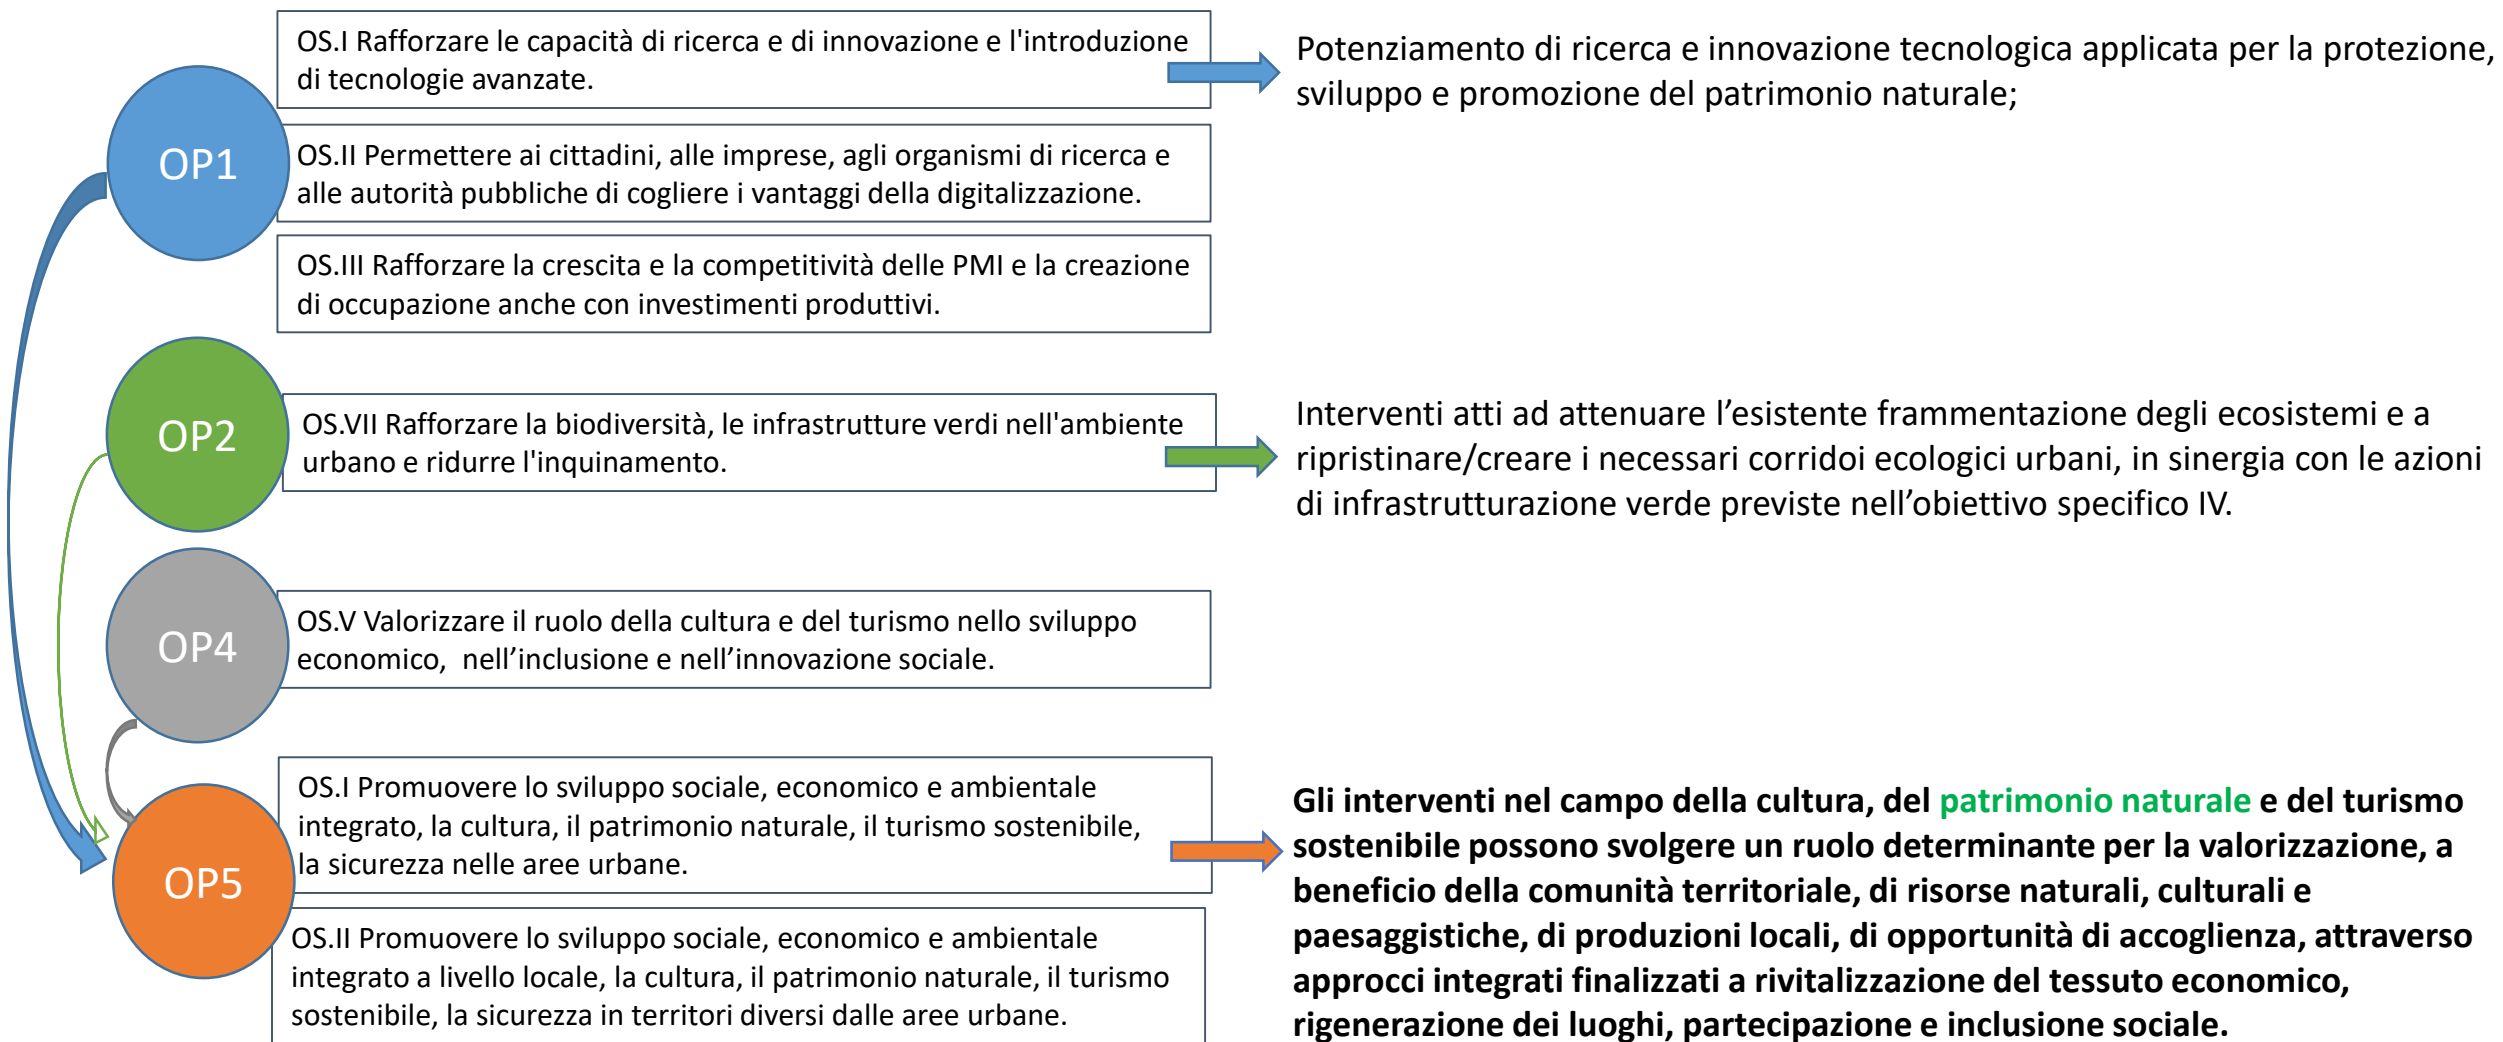 OS.I Rafforzare le capacità di ricerca e di innovazione e l'introduzione
di tecnologie avanzate.
Potenziamento di ricerca e innovazione tecnologica applicata per la protezione,
sviluppo e promozione del patrimonio naturale;
OP1
OS.II Permettere ai cittadini, alle imprese, agli organismi di ricerca e
alle autorità pubbliche di cogliere i vantaggi della digitalizzazione.
OS.III Rafforzare la crescita e la competitività delle PMI e la creazione
di occupazione anche con investimenti produttivi.
OP2
OS.VII Rafforzare la biodiversità, le infrastrutture verdi nell'ambiente
urbano e ridurre l'inquinamento.
Interventi atti ad attenuare l’esistente frammentazione degli ecosistemi e a
ripristinare/creare i necessari corridoi ecologici urbani, in sinergia con le azioni
di infrastrutturazione verde previste nell’obiettivo specifico IV.
OP4
OS.V Valorizzare il ruolo della cultura e del turismo nello sviluppo
economico,  nell’inclusione e nell’innovazione sociale.
OP5
OS.I Promuovere lo sviluppo sociale, economico e ambientale
integrato, la cultura, il patrimonio naturale, il turismo sostenibile,
la sicurezza nelle aree urbane.
OS.II Promuovere lo sviluppo sociale, economico e ambientale
integrato a livello locale, la cultura, il patrimonio naturale, il turismo
sostenibile, la sicurezza in territori diversi dalle aree urbane.
Gli interventi nel campo della cultura, del patrimonio naturale e del turismo
sostenibile possono svolgere un ruolo determinante per la valorizzazione, a
beneficio della comunità territoriale, di risorse naturali, culturali e
paesaggistiche, di produzioni locali, di opportunità di accoglienza, attraverso
approcci integrati finalizzati a rivitalizzazione del tessuto economico,
rigenerazione dei luoghi, partecipazione e inclusione sociale.